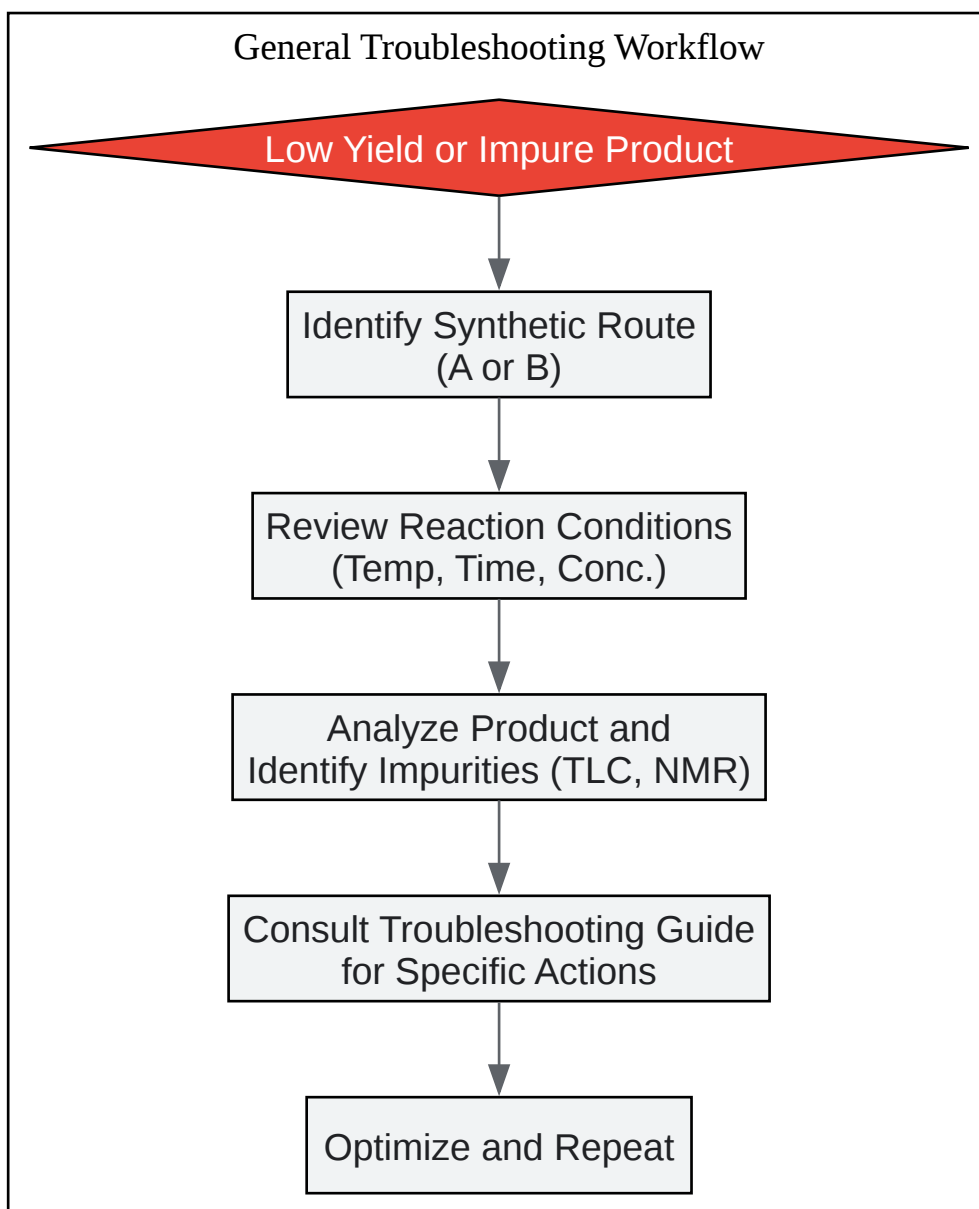 General Troubleshooting Workflow
Low Yield or Impure Product
Identify Synthetic Route
(A or B)
Review Reaction Conditions
(Temp, Time, Conc.)
Analyze Product and
Identify Impurities (TLC, NMR)
Consult Troubleshooting Guide
for Specific Actions
Optimize and Repeat